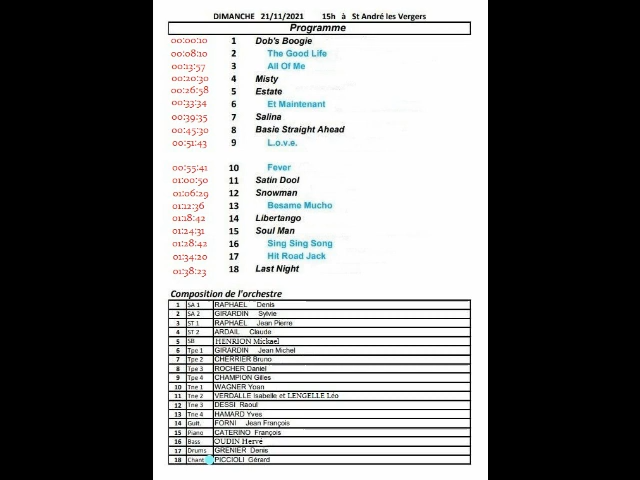 DIMANCHE 21/11/2021 15h à St André les Vergers
Programme
00:00:10 1 Dob's Boogie
00:08:10 2 The Good Life
00:13:57 3 All Of Me
00:20:30 4 Misty
00:26:58 5 Estate
00:33:34 6 Et Maintenant
00:39:35 7 Salina
00:45:30 8 Basie Straight Ahead
00:51:43 9 L.o.v.e.
00:55:41 10 Fever
01:00:50 11 Satin Dool
01:06:29 12 Snowman
01:12:36 13 Besame Mucho
01:18:42 14 Libertango
01:24:31 15 Soul Man
01:28:42 16 Sing Sing Song
01:34:20 17 Hit Road Jack
01:38:23 18 Last Night
Composition de l'orchestre
1 SA 1 RAPHAEL Denis
2 SA 2 GIRARDIN Sylvie
3 ST 1 RAPHAEL Jean Pierre
4 ST 2 ARDAIL Claude
5 SB HENRION Mickael
6 Tpe 1 GIRARDIN Jean Michel
7 Tpe 2 CHERRIER Bruno
8 Tpe 3 ROCHER Daniel
9 Tpe 4 CHAMPION Gilles
10 Tne 1 WAGNER Yoan
11 Tne 2 VERDALLE Isabelle et LENGELLE Léo
12 Tne 3 DESSI Raoul
13 Tne 4 HAMARD Yves
14 Guit. FORNI Jean François
15 Piano CATERINO François
16 Bass OUDIN Hervé
17 Drums GRENIER Denis
18 Chant PICCIOLI Gérard